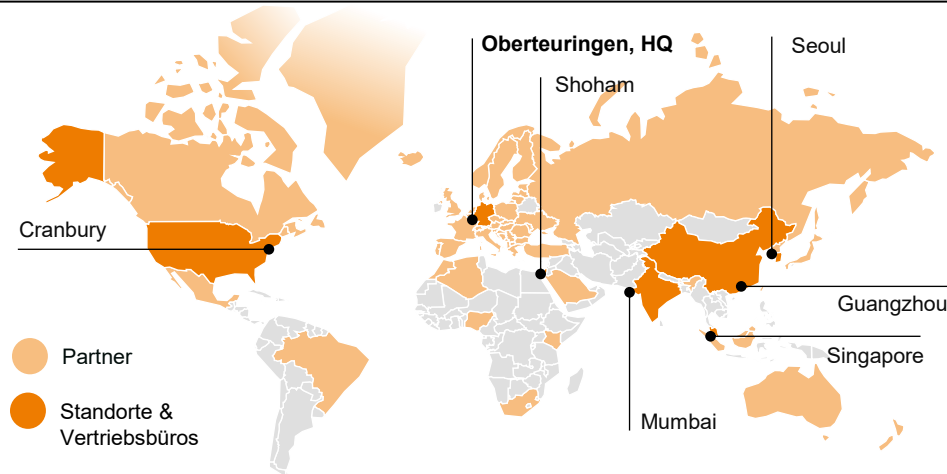 Oberteuringen, HQ
Seoul
Shoham
Cranbury
Guangzhou
Partner
Singapore
Standorte &
Vertriebsbüros
Mumbai